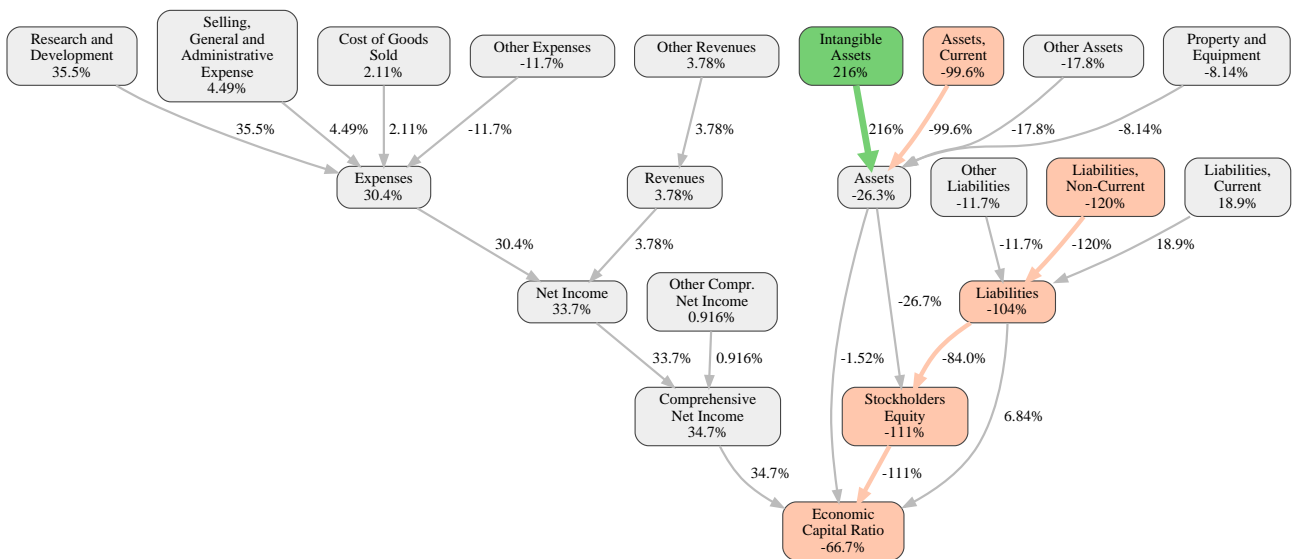 Research and
Development
35.5%
Selling,
General and
Administrative
Expense
4.49%
Cost of Goods
Sold
2.11%
Other Expenses
-11.7%
Other Revenues
3.78%
Intangible
Assets
216%
Assets,
Current
-99.6%
Other Assets
-17.8%
Property and
Equipment
-8.14%
35.5%
4.49%
2.11%
-11.7%
3.78%
216%
-99.6%
-17.8%
-8.14%
Expenses
30.4%
Revenues
3.78%
Assets
-26.3%
Other
Liabilities
-11.7%
Liabilities,
Non-Current
-120%
Liabilities,
Current
18.9%
30.4%
3.78%
-11.7%
-120%
18.9%
Net Income
33.7%
Other Compr.
Net Income
0.916%
-26.7%
Liabilities
-104%
33.7%
0.916%
-1.52%
-84.0%
Comprehensive
Net Income
34.7%
Stockholders
Equity
-111%
6.84%
34.7%
-111%
Economic
Capital Ratio
-66.7%